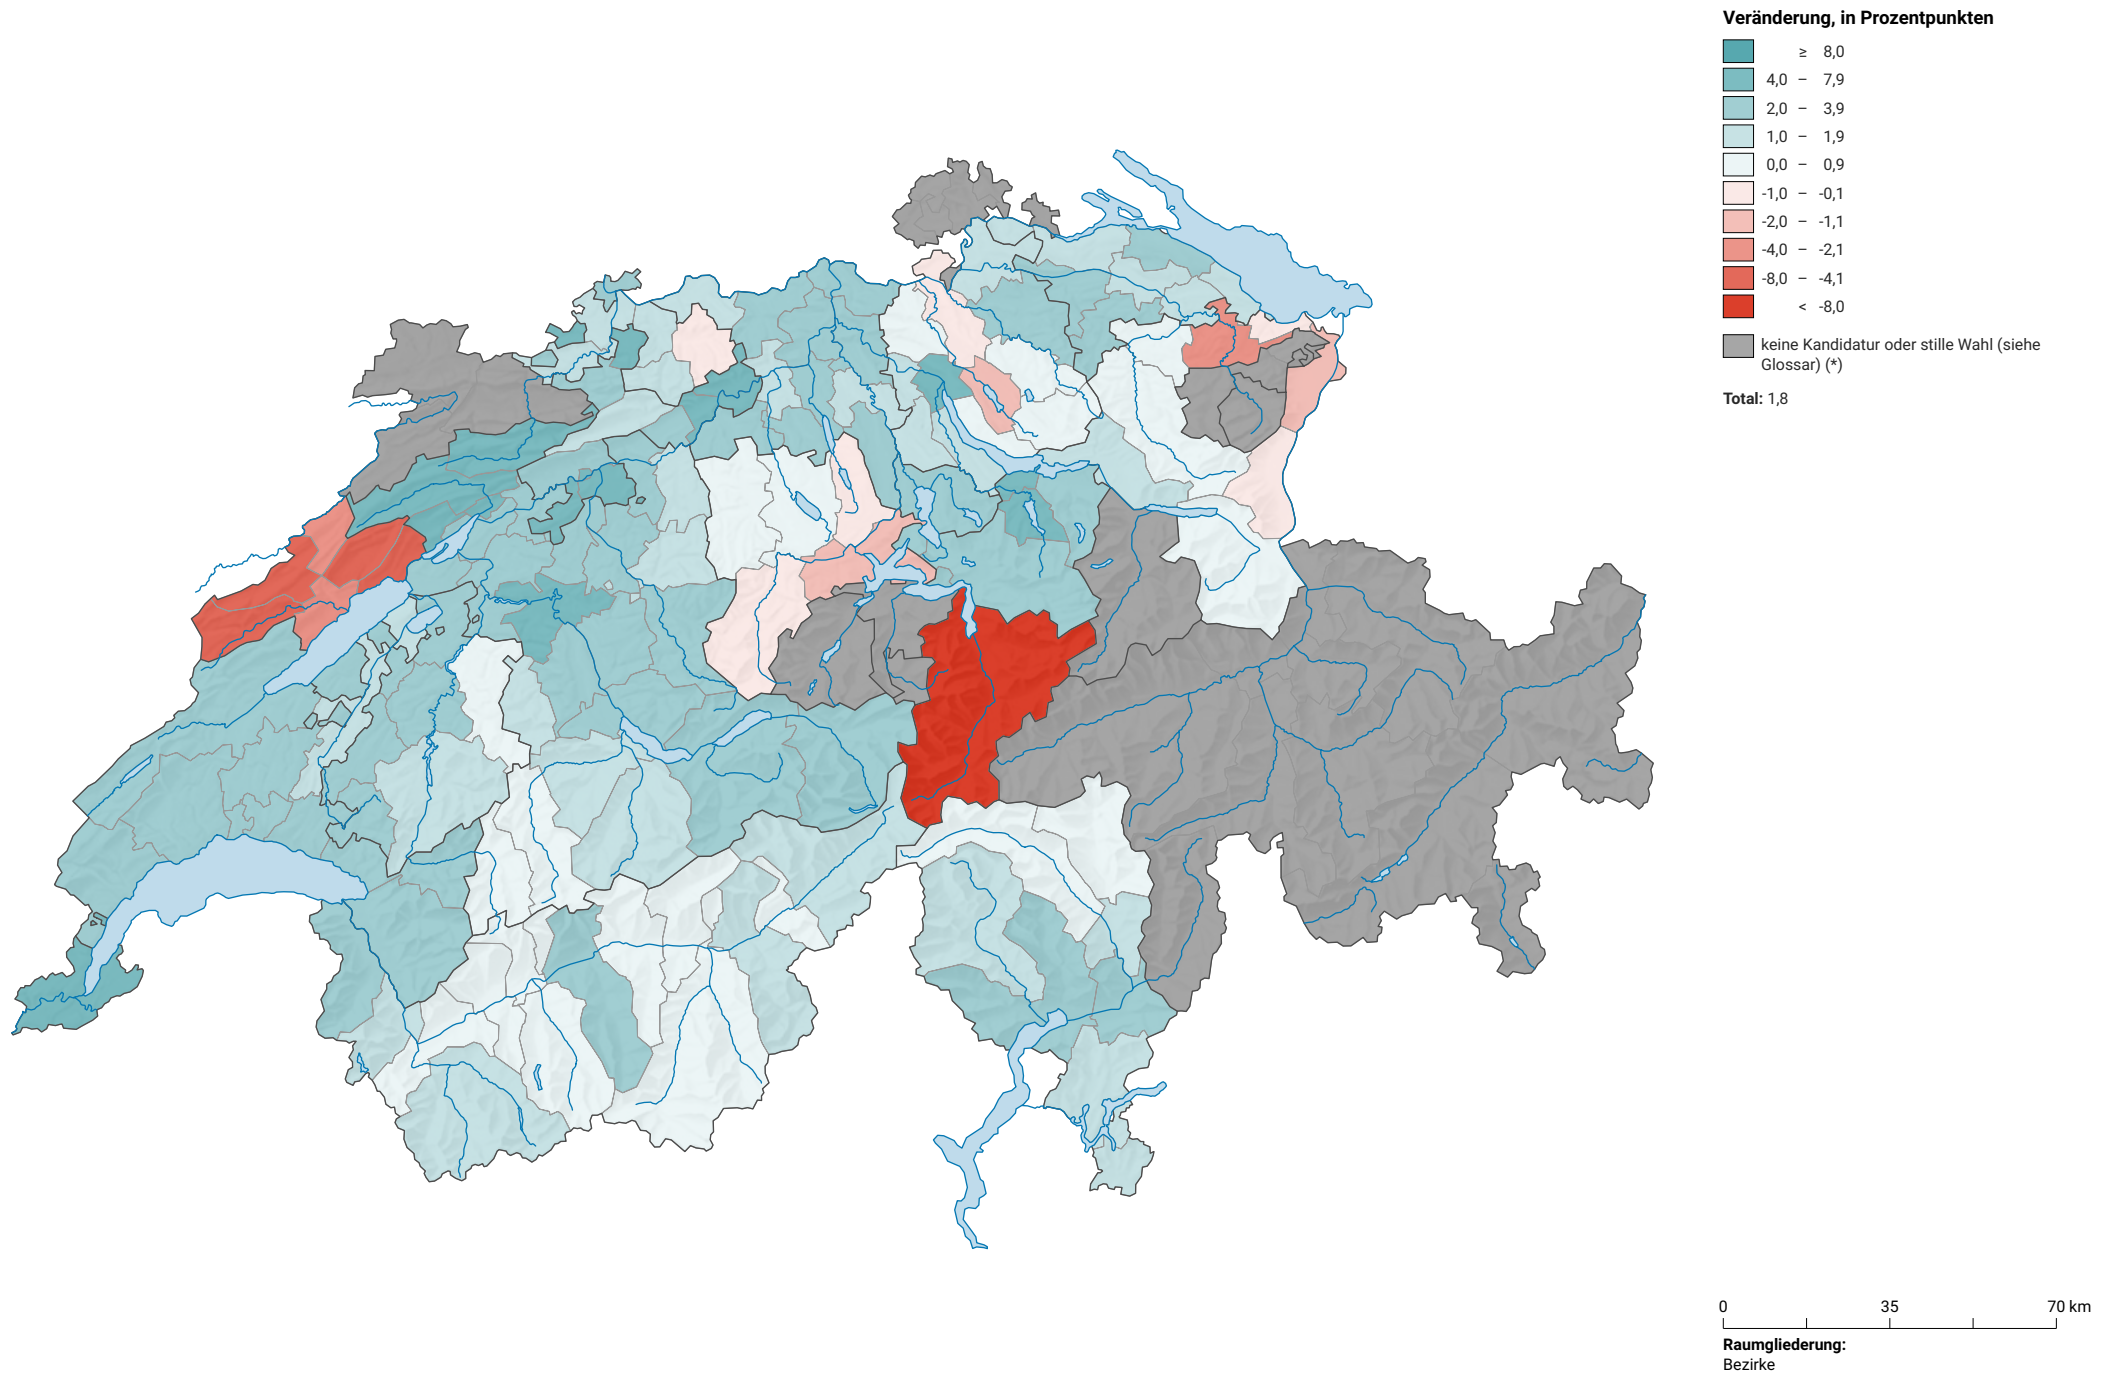 Veränderung, in Prozentpunkten
≥ 8,0
4,0 – 7,9
2,0 – 3,9
1,0 – 1,9
0,0 – 0,9
-1,0 – -0,1
-2,0 – -1,1
-4,0 – -2,1
-8,0 – -4,1
< -8,0
keine Kandidatur oder stille Wahl (siehe
Glossar) (*)
Total: 1,8
0 35 70 km
Raumgliederung:
Bezirke